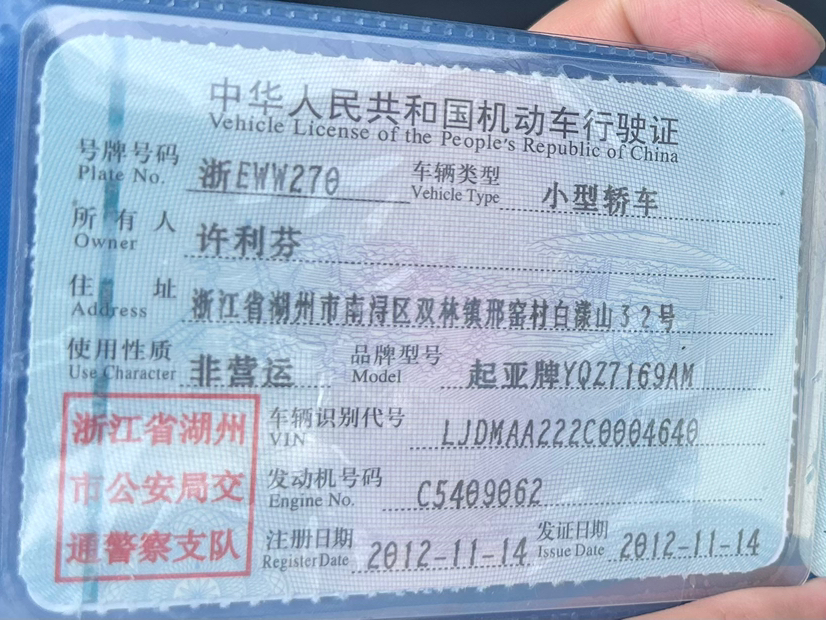 中华人民共和国机动车行驶证
Vehicle License of the People's Republic of China
号牌号码 浙EWW270 车辆类型 小型轿车
Plate No. Vehicle Type
所有人 许利芬
Owner
住址 浙江省湖州市南浔区双林镇邢窑村白漾山32号
Address
使用性质 非营运 品牌型号 起亚牌YQZ7169AM
Use Character Model
浙江省湖州
市公安局交
通警察支队
车辆识别代号 LJDMAA222C0004640
VIN
发动机号码 C5409062
Engine No.
注册日期 2012-11-14 发证日期 2012-11-14
Register Date Issue Date